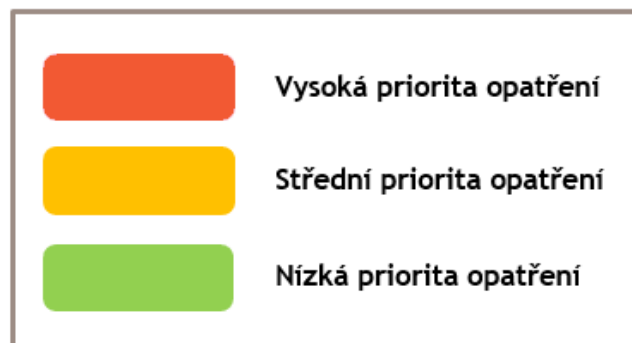 Vysoká priorita opatření
Střední priorita opatření
Nízká priorita opatření